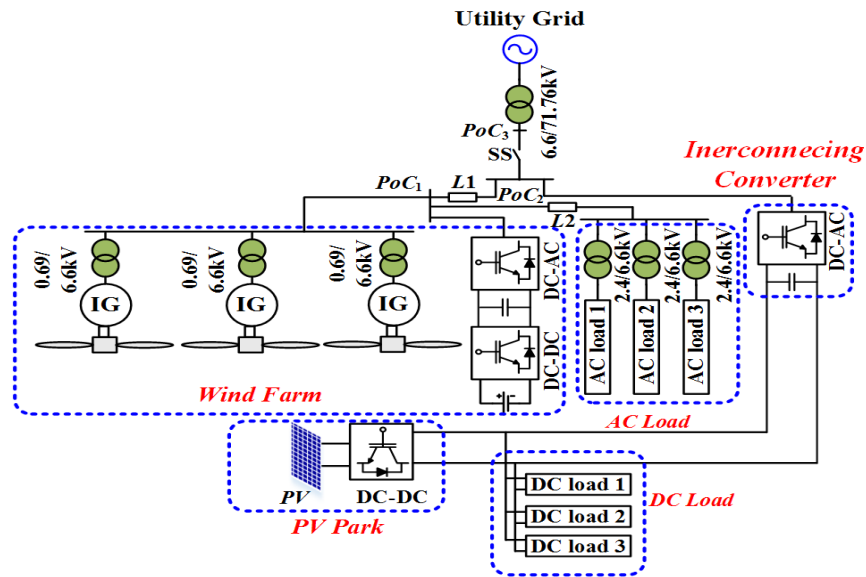 Utility Grid
6.6/71.76kV
PoC3
SS
Inerconnecing
Converter
PoC1
L1
PoC2
L2
DC-AC
0.69/
6.6kV
0.69/
6.6kV
0.69/
6.6kV
IG
IG
IG
DC-AC
DC-DC
+
-
Wind Farm
2.4/6.6kV
2.4/6.6kV
2.4/6.6kV
AC load 1
AC load 2
AC load 3
AC Load
PV
DC-DC
PV Park
DC load 1
DC load 2
DC load 3
DC Load